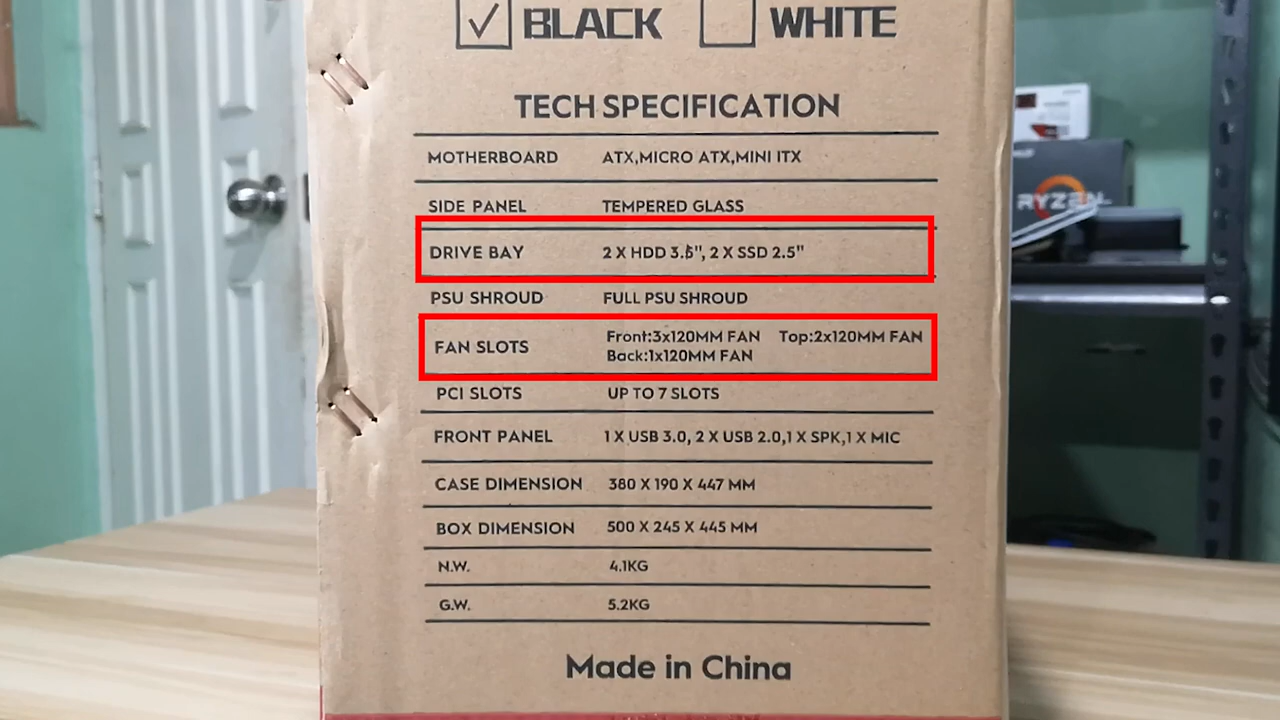 BLACK WHITE
TECH SPECIFICATION
MOTHERBOARD ATX,MICRO ATX,MINI ITX
SIDE PANEL TEMPERED GLASS
DRIVE BAY 2 X HDD 3.5", 2 X SSD 2.5"
PSU SHROUD FULL PSU SHROUD
FAN SLOTS Front:3x120MM FAN Top:2x120MM FAN
Back:1x120MM FAN
PCI SLOTS UP TO 7 SLOTS
FRONT PANEL 1 X USB 3.0, 2 X USB 2.0,1 X SPK,1 X MIC
CASE DIMENSION 380 X 190 X 447 MM
BOX DIMENSION 500 X 245 X 445 MM
N.W. 4.1KG
G.W. 5.2KG
Made in China
RYZEN